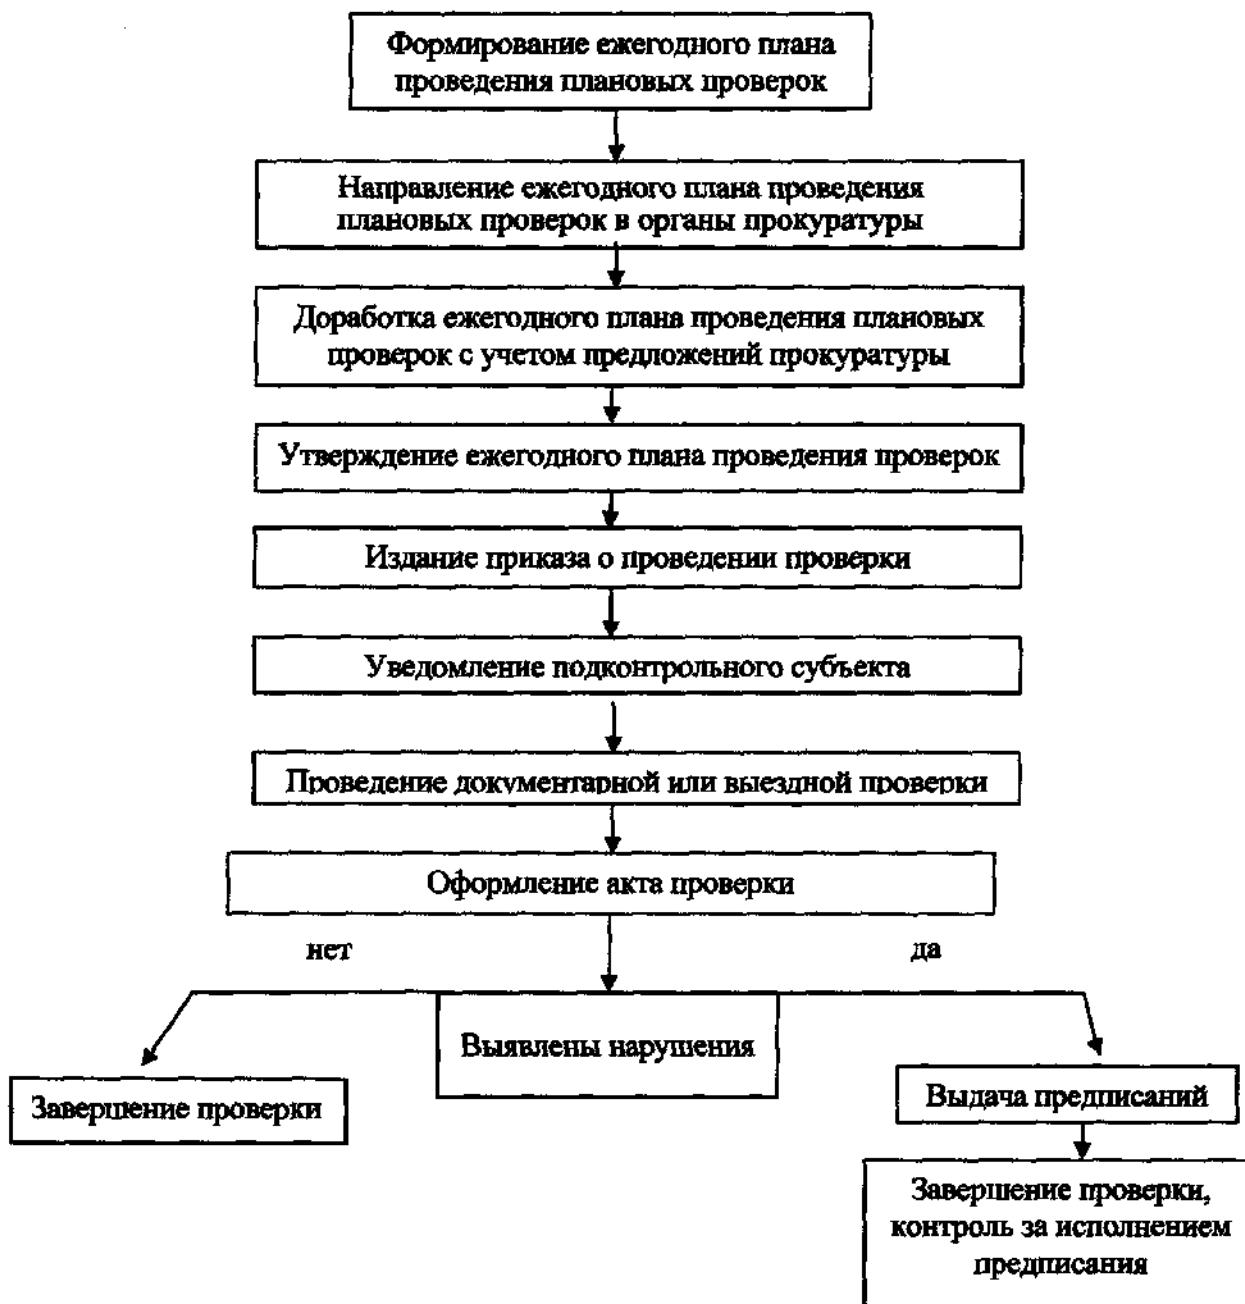 Формирование ежегодного плана
проведения плановых проверок
Направление ежегодного плана проведения
плановых проверок в органы прокуратуры
Доработка ежегодного плана проведения плановых
проверок с учетом предложений прокуратуры
Утверждение ежегодного плана проведения проверок
Издание приказа о проведении проверки
Уведомление подконтрольного субъекта
Проведение документарной или выездной проверки
Оформление акта проверки
нет
да
Выявлены нарушения
Завершение проверки
Выдача предписаний
Завершение проверки,
контроль за исполнением
предписания